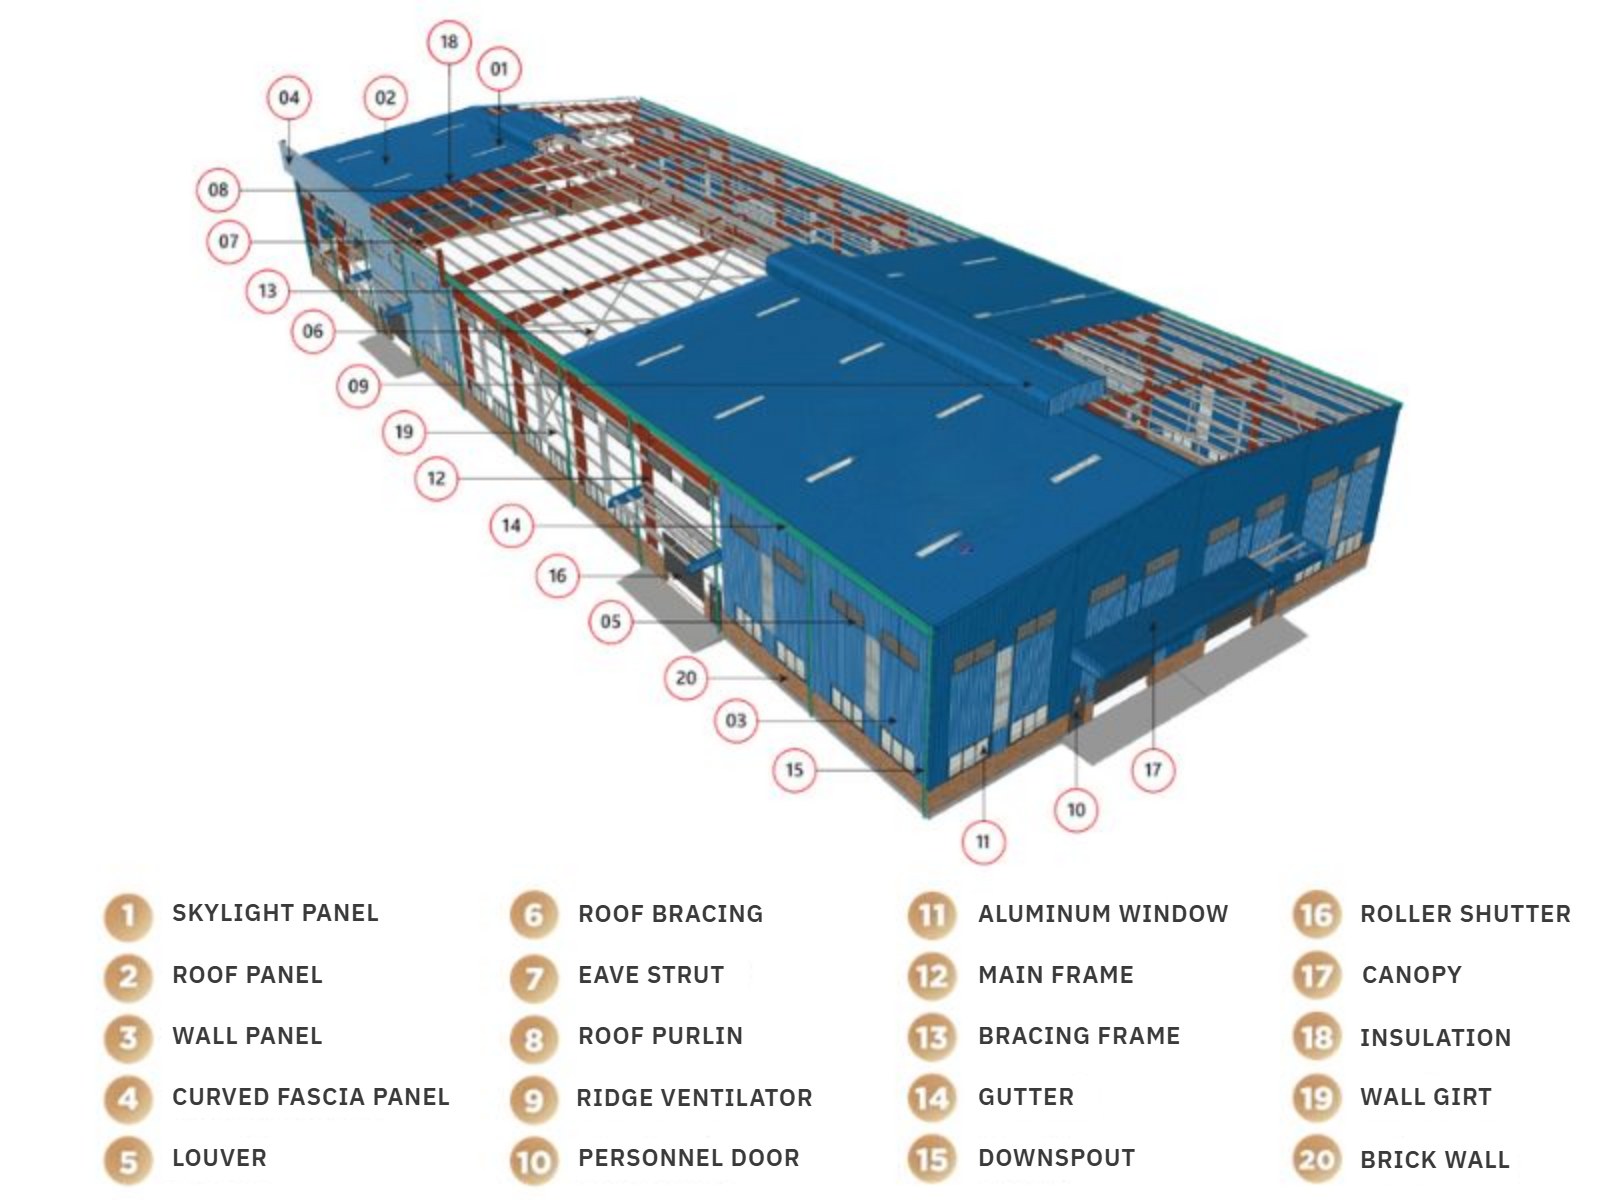 18
01
04
02
08
07
13
06
09
19
12
14
16
05
20
03
15
17
10
11
1 SKYLIGHT PANEL
2 ROOF PANEL
3 WALL PANEL
4 CURVED FASCIA PANEL
5 LOUVER
6 ROOF BRACING
7 EAVE STRUT
8 ROOF PURLIN
9 RIDGE VENTILATOR
10 PERSONNEL DOOR
11 ALUMINUM WINDOW
12 MAIN FRAME
13 BRACING FRAME
14 GUTTER
15 DOWNSPOUT
16 ROLLER SHUTTER
17 CANOPY
18 INSULATION
19 WALL GIRT
20 BRICK WALL